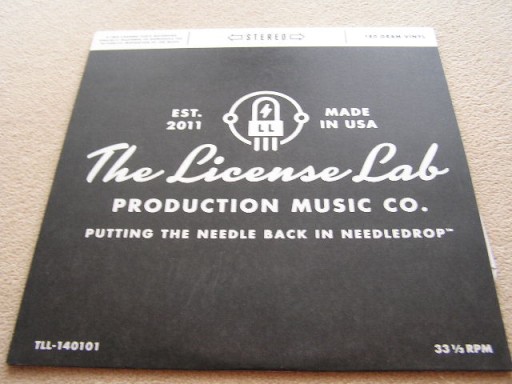 STEREO
180 GRAM VINYL
EST. 2011
MADE IN USA
LL
The License Lab
PRODUCTION MUSIC CO.
PUTTING THE NEEDLE BACK IN NEEDLEDROP™
TLL-140101
33 1/3 RPM